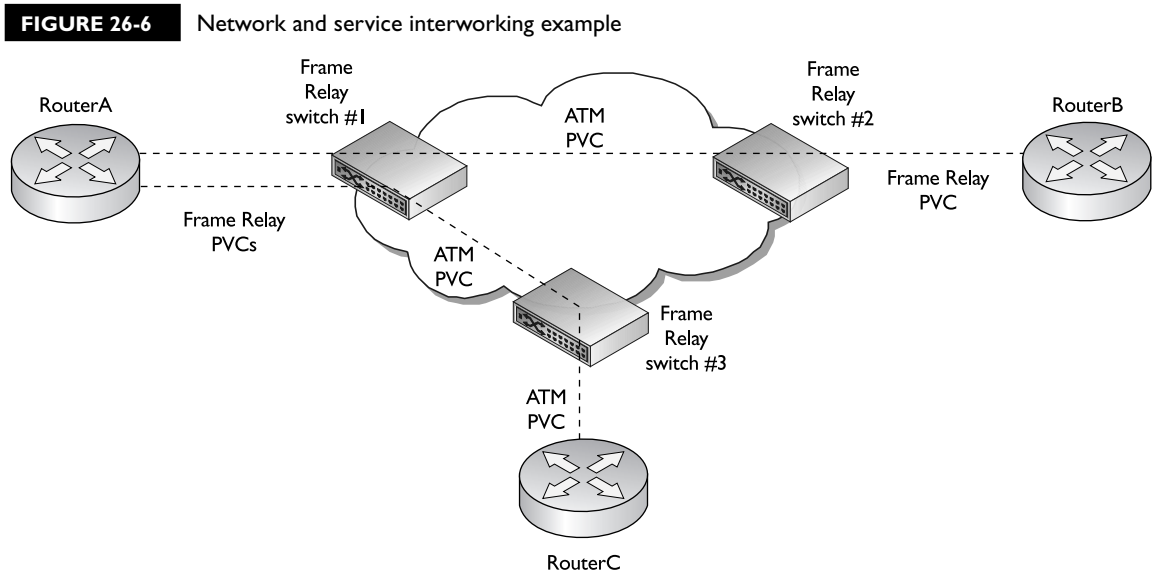 FIGURE 26-6 Network and service interworking example
Frame
Relay
switch #1
Frame
Relay
switch #2
RouterA
RouterB
ATM
PVC
Frame Relay
PVC
Frame Relay
PVCs
ATM
PVC
Frame
Relay
switch #3
ATM
PVC
RouterC